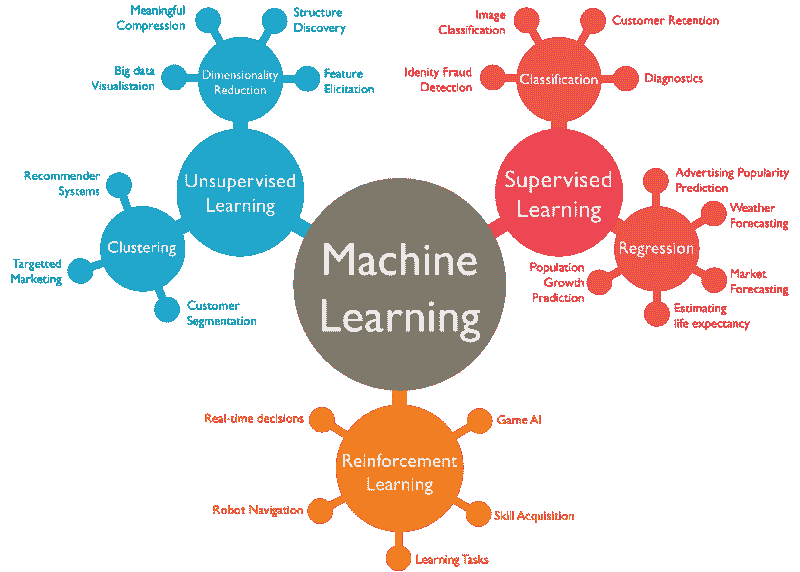 Meaningful
Compression
Structure
Discovery
Big data
Visualistaion
Dimensionality
Reduction
Feature
Elicitation
Unsupervised
Learning
Recommender
Systems
Clustering
Targetted
Marketing
Customer
Segmentation
Machine
Learning
Image
Classification
Customer Retention
Idenity Fraud
Detection
Classification
Diagnostics
Supervised
Learning
Advertising Popularity
Prediction
Weather
Forecasting
Regression
Population
Growth
Prediction
Market
Forecasting
Estimating
life expectancy
Real-time decisions
Game AI
Reinforcement
Learning
Robot Navigation
Skill Acquisition
Learning Tasks